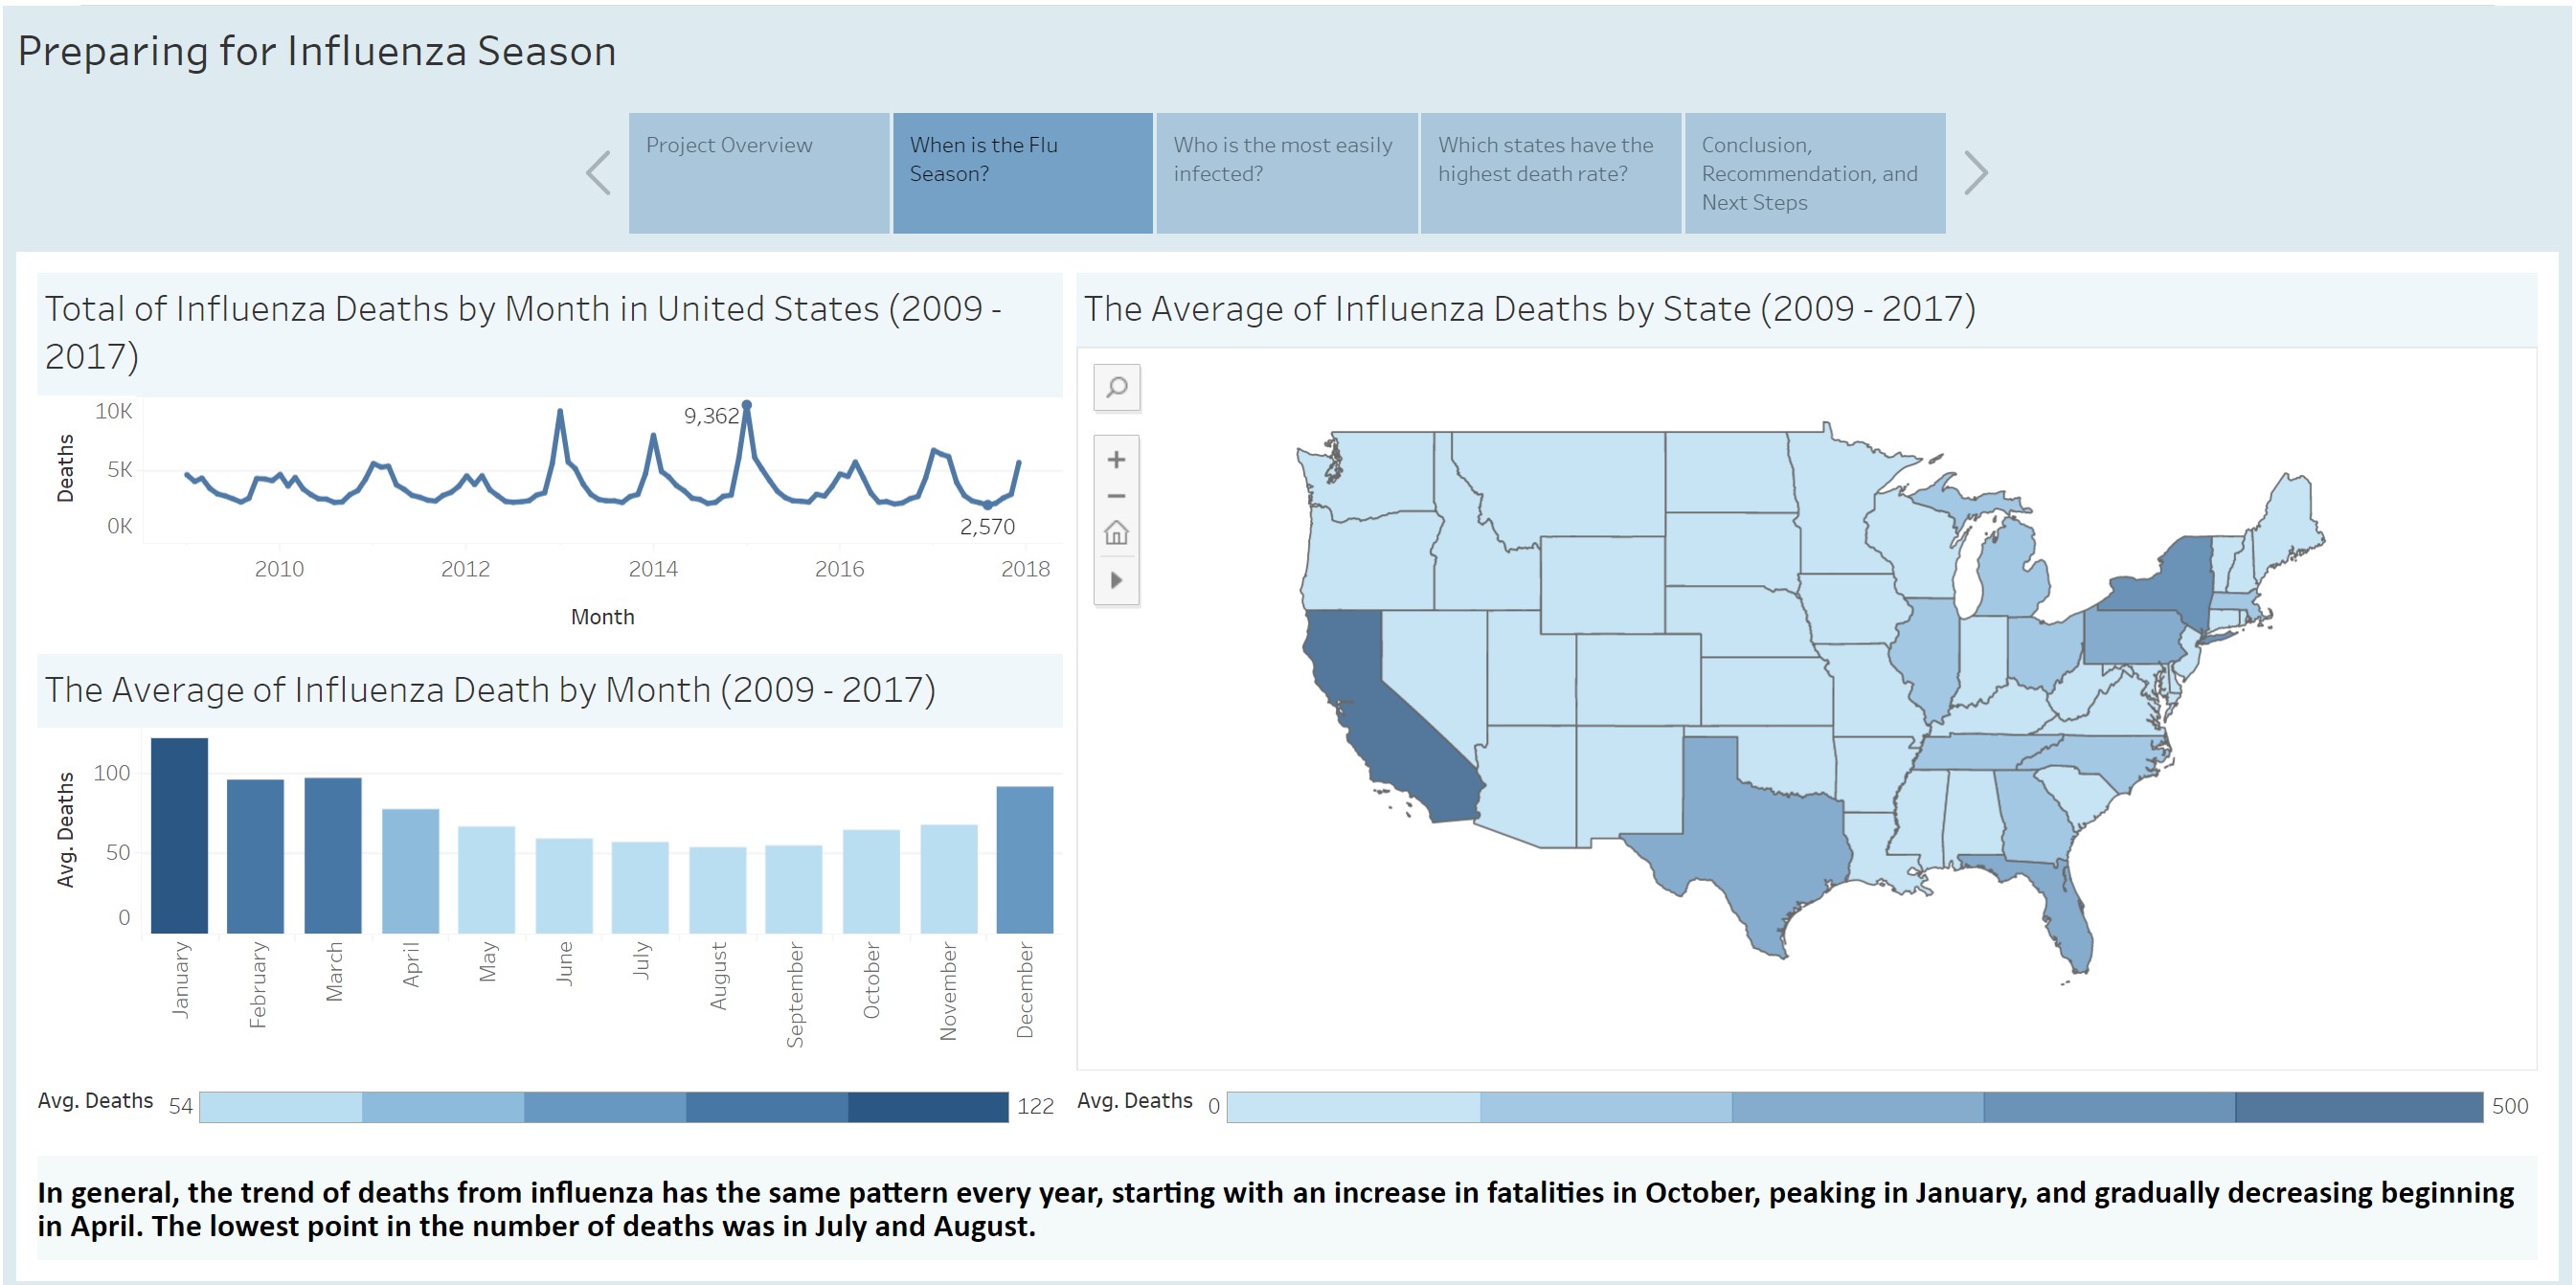 Preparing for Influenza Season
Project Overview
When is the Flu
Season?
Who is the most easily
infected?
Which states have the
highest death rate?
Conclusion,
Recommendation, and
Next Steps
Total of Influenza Deaths by Month in United States (2009 -
2017)
Deaths
10K
5K
0K
9,362
2,570
2010
2012
2014
2016
2018
Month
The Average of Influenza Death by Month (2009 - 2017)
Avg. Deaths
100
50
0
January
February
March
April
May
June
July
August
September
October
November
December
Avg. Deaths
54
122
The Average of Influenza Deaths by State (2009 - 2017)
Avg. Deaths
0
500
In general, the trend of deaths from influenza has the same pattern every year, starting with an increase in fatalities in October, peaking in January, and gradually decreasing beginning
in April. The lowest point in the number of deaths was in July and August.